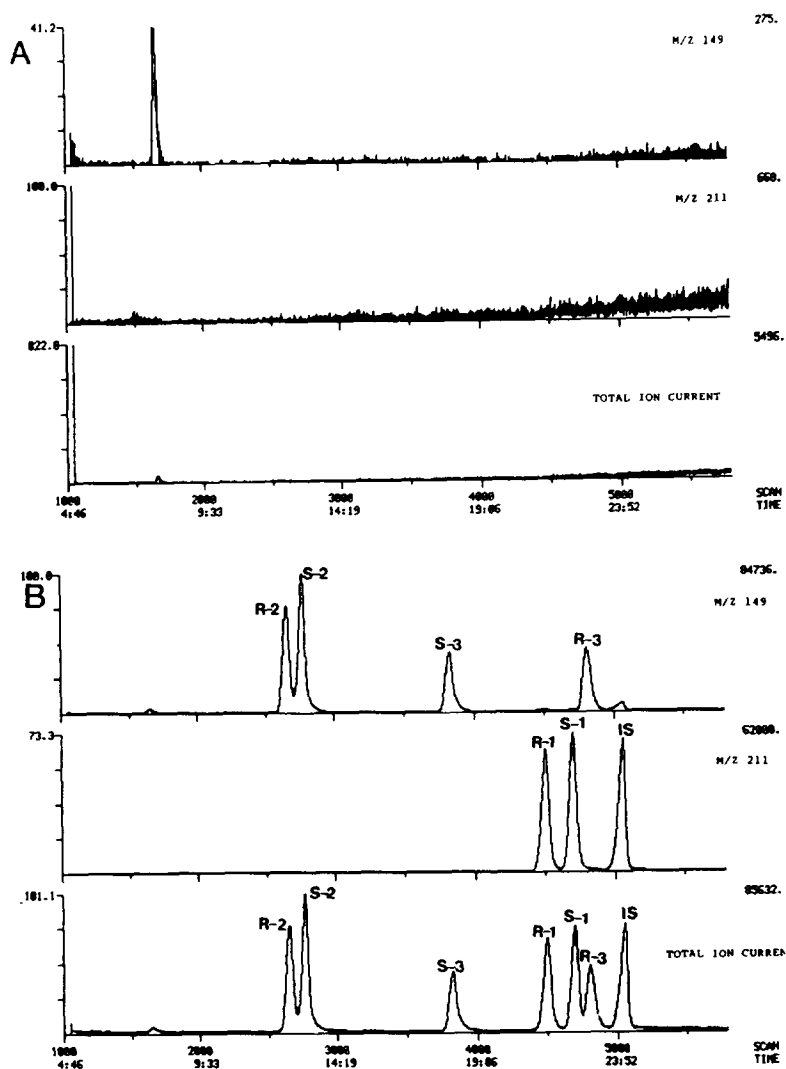 275.
41.2
A
M/Z 149
660.
100.0
M/Z 211
5496.
822.0
TOTAL ION CURRENT
1000 2000 3000 4000 5000 SCAN
4:46 9:33 14:19 19:06 23:52 TIME
84736.
100.0
B
S-2
R-2
M/Z 149
S-3
R-3
62080.
73.3
S-1
IS
R-1
M/Z 211
85632.
101.1
S-2
R-2
S-1
IS
R-1
R-3
S-3
TOTAL ION CURREN
1000 2000 3000 4000 5000 SCAN
4:46 9:33 14:19 19:06 23:52 TIME